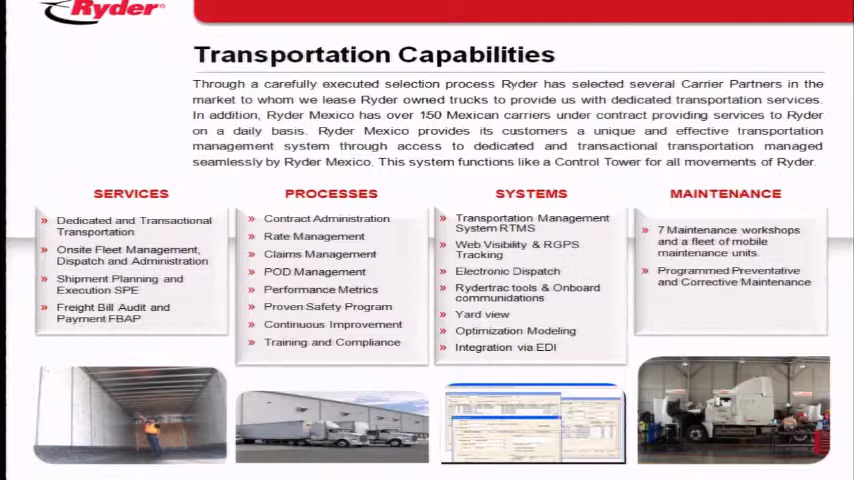 Ryder®
Transportation Capabilities
Through a carefully executed selection process Ryder has selected several Carrier Partners in the
market to whom we lease Ryder owned trucks to provide us with dedicated transportation services.
In addition, Ryder Mexico has over 150 Mexican carriers under contract providing services to Ryder
on a daily basis. Ryder Mexico provides its customers a unique and effective transportation
management system through access to dedicated and transactional transportation managed
seamlessly by Ryder Mexico. This system functions like a Control Tower for all movements of Ryder.
SERVICES
» Dedicated and Transactional
Transportation
» Onsite Fleet Management,
Dispatch and Administration
» Shipment Planning and
Execution SPE
» Freight Bill Audit and
Payment FBAP
PROCESSES
» Contract Administration
» Rate Management
» Claims Management
» POD Management
» Performance Metrics
» Proven Safety Program
» Continuous Improvement
» Training and Compliance
SYSTEMS
» Transportation Management
System RTMS
» Web Visibility & RGPS
Tracking
» Electronic Dispatch
» Rydertrac tools & Onboard
communidations
» Yard view
» Optimization Modeling
» Integration via EDI
MAINTENANCE
» 7 Maintenance workshops
and a fleet of mobile
maintenance units.
» Programmed Preventative
and Corrective Maintenance